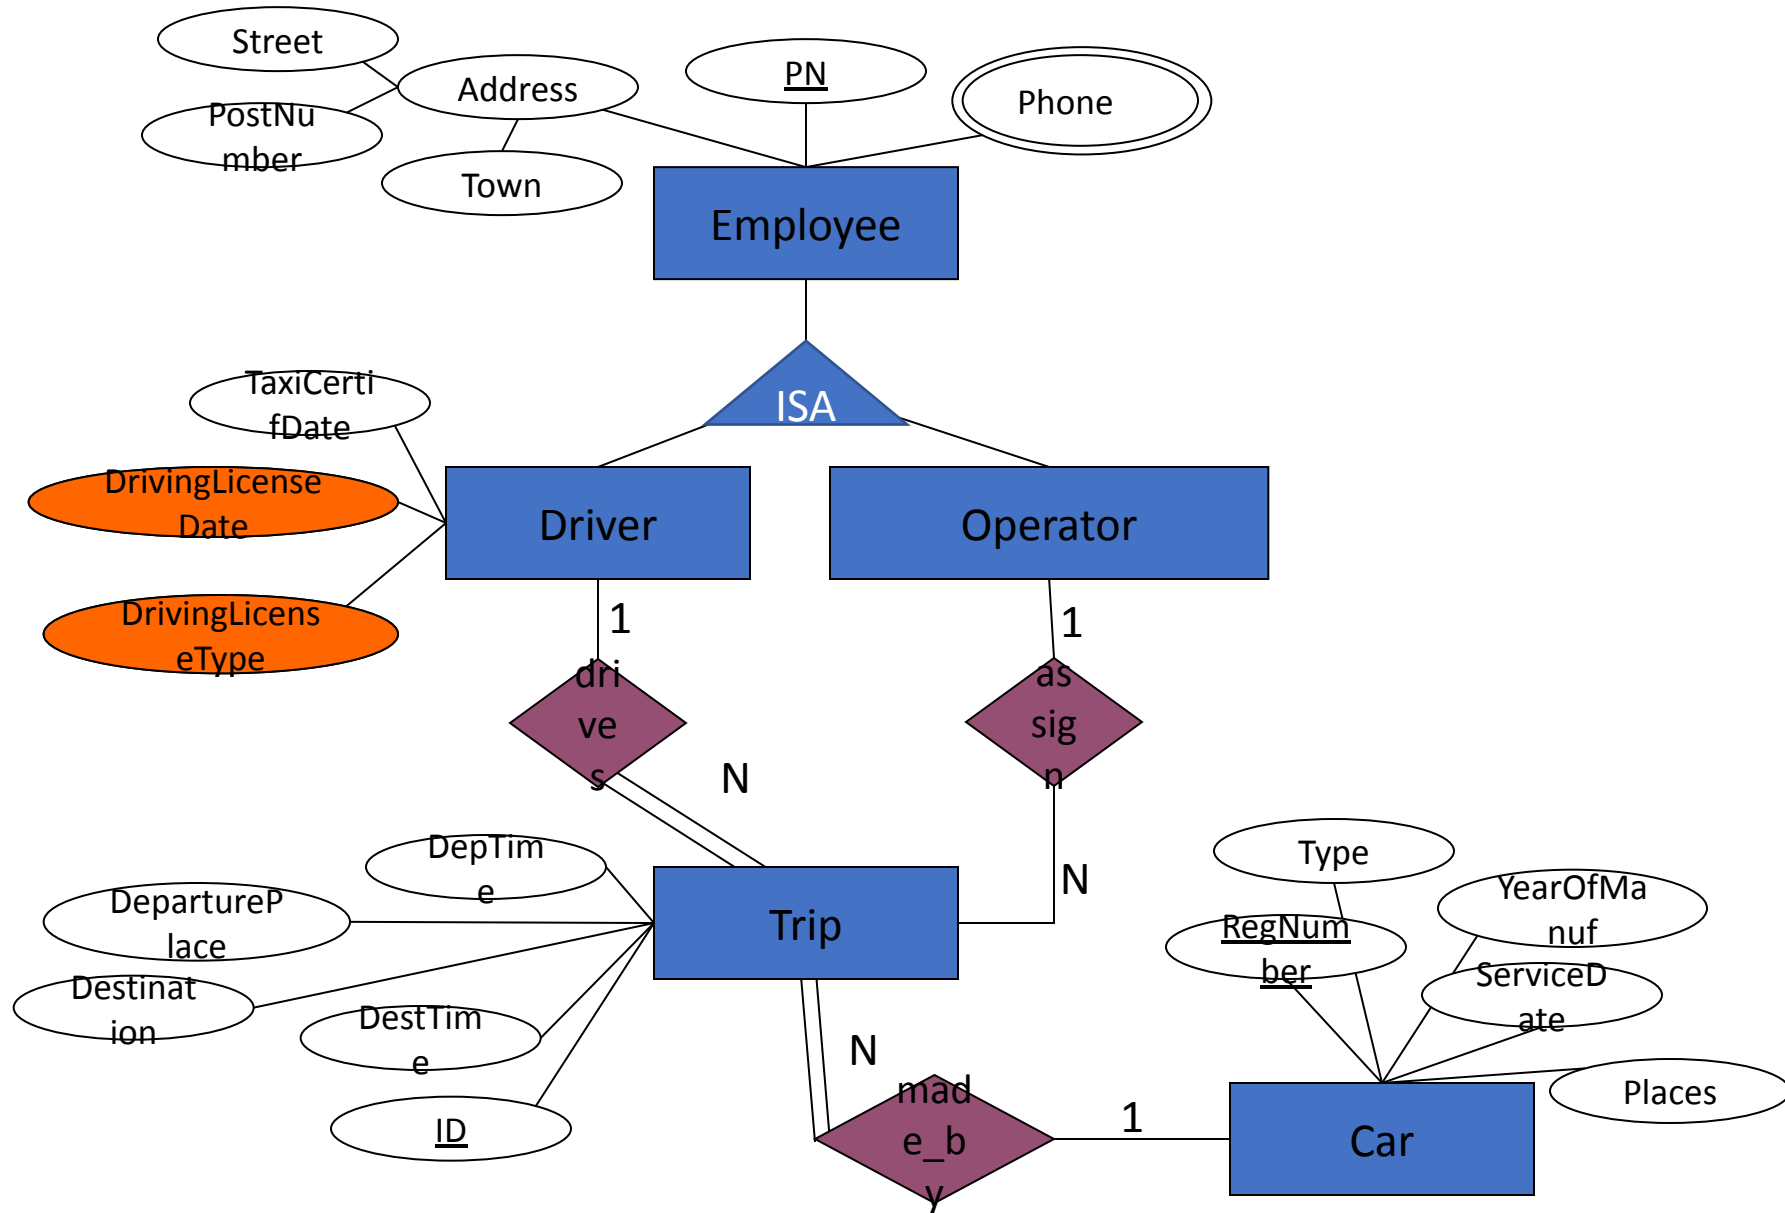 Street
Address
PN
Phone
PostNu
mber
Town
Employee
ISA
TaxiCerti
fDate
DrivingLicense
Date
DrivingLicens
eType
Driver
Operator
1
1
dri
ve
s
as
sig
n
N
N
DepTim
e
DepartureP
lace
Destinat
ion
DestTim
e
ID
Trip
Type
YearOfMa
nuf
RegNum
ber
ServiceD
ate
Places
N
mad
e_b
y
1
Car